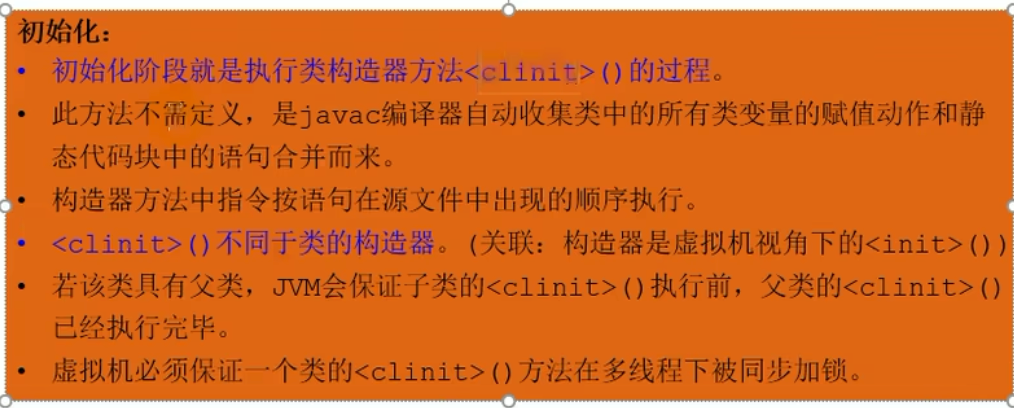 初始化：
• 初始化阶段就是执行类构造器方法<clinit>()的过程。
• 此方法不需定义，是javac编译器自动收集类中的所有类变量的赋值动作和静
态代码块中的语句合并而来。
• 构造器方法中指令按语句在源文件中出现的顺序执行。
• <clinit>()不同于类的构造器。(关联：构造器是虚拟机视角下的<init>())
• 若该类具有父类，JVM会保证子类的<clinit>()执行前，父类的<clinit>()
已经执行完毕。
• 虚拟机必须保证一个类的<clinit>()方法在多线程下被同步加锁。